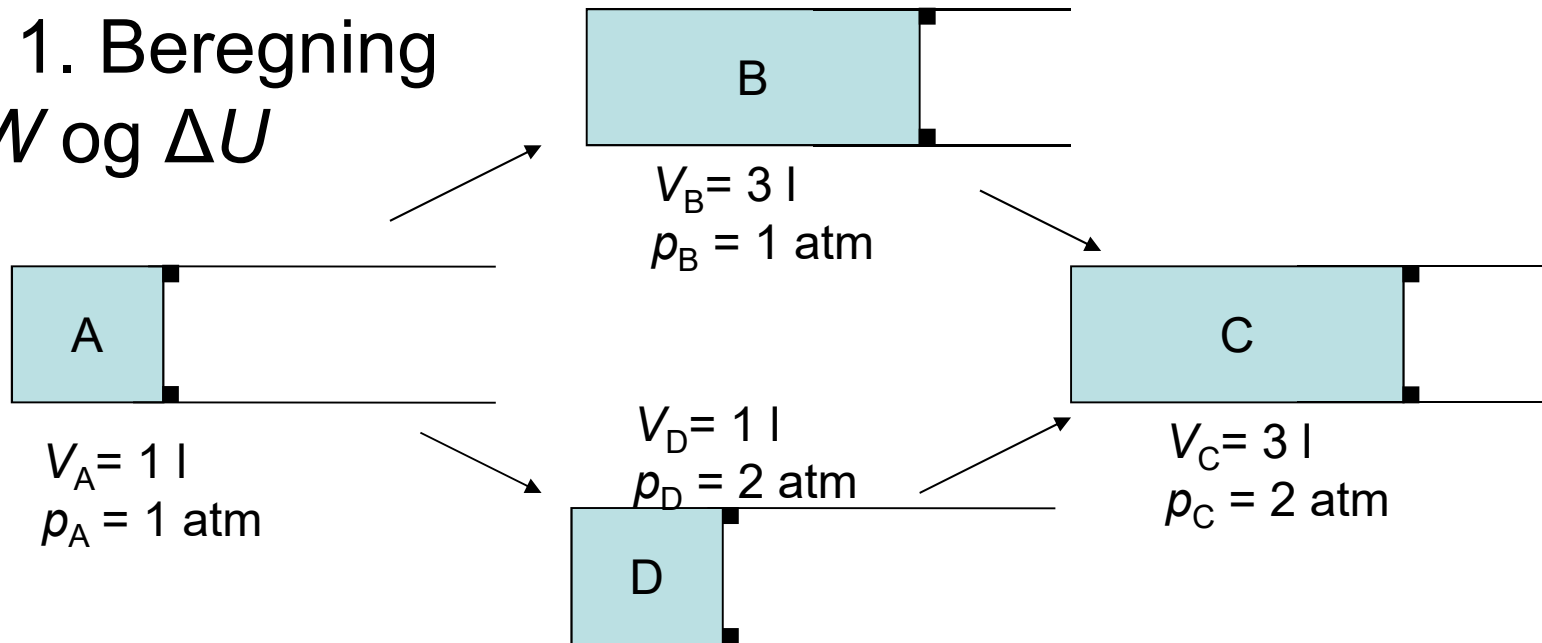 1. Beregning
W og ΔU
B
V_B= 3 l
p_B = 1 atm
A
C
V_A= 1 l
p_A = 1 atm
V_D= 1 l
p_D = 2 atm
V_C= 3 l
p_C = 2 atm
D